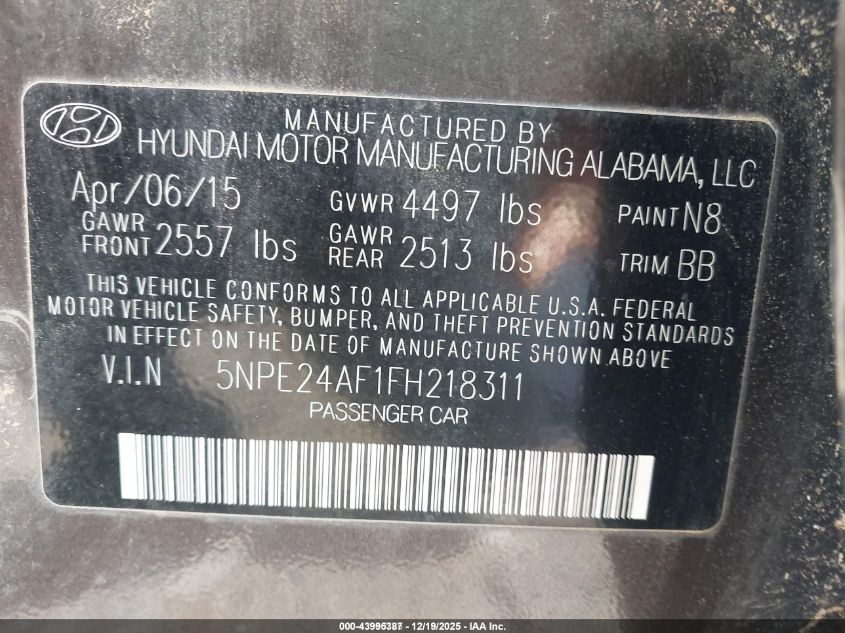 MANUFACTURED BY
HYUNDAI MOTOR MANUFACTURING ALABAMA, LLC
Apr/06/15 GVWR 4497 lbs PAINT N8
GAWR FRONT 2557 lbs GAWR REAR 2513 lbs TRIM BB
THIS VEHICLE CONFORMS TO ALL APPLICABLE U.S.A. FEDERAL
MOTOR VEHICLE SAFETY, BUMPER, AND THEFT PREVENTION STANDARDS
IN EFFECT ON THE DATE OF MANUFACTURE SHOWN ABOVE
V.I.N 5NPE24AF1FH218311
PASSENGER CAR
000-43995387 - 12/19/2025 - IAA Inc.